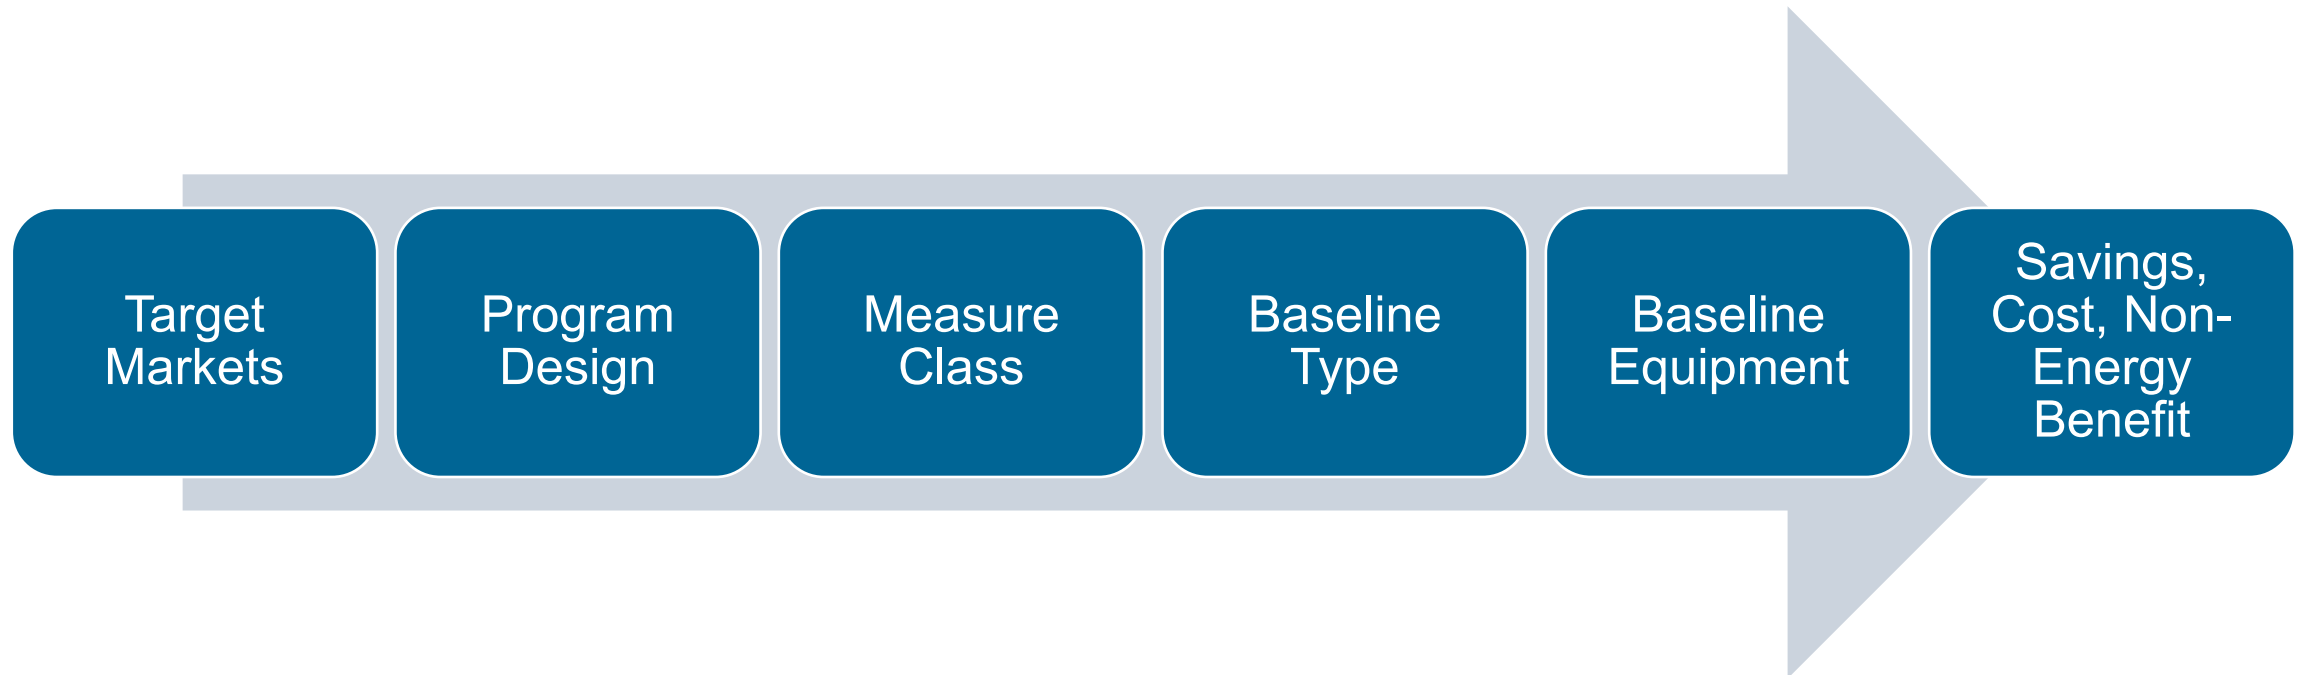 Target
Markets
Program
Design
Measure
Class
Baseline
Type
Baseline
Equipment
Savings,
Cost, Non-
Energy
Benefit